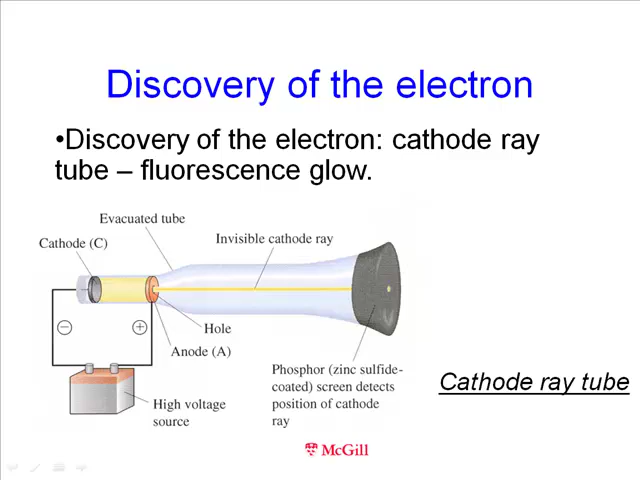 Discovery of the electron
•Discovery of the electron: cathode ray
tube – fluorescence glow.
Evacuated tube
Cathode (C)
Invisible cathode ray
−
+
Hole
Anode (A)
High voltage
source
Phosphor (zinc sulfide-
coated) screen detects
position of cathode
ray
Cathode ray tube
McGill